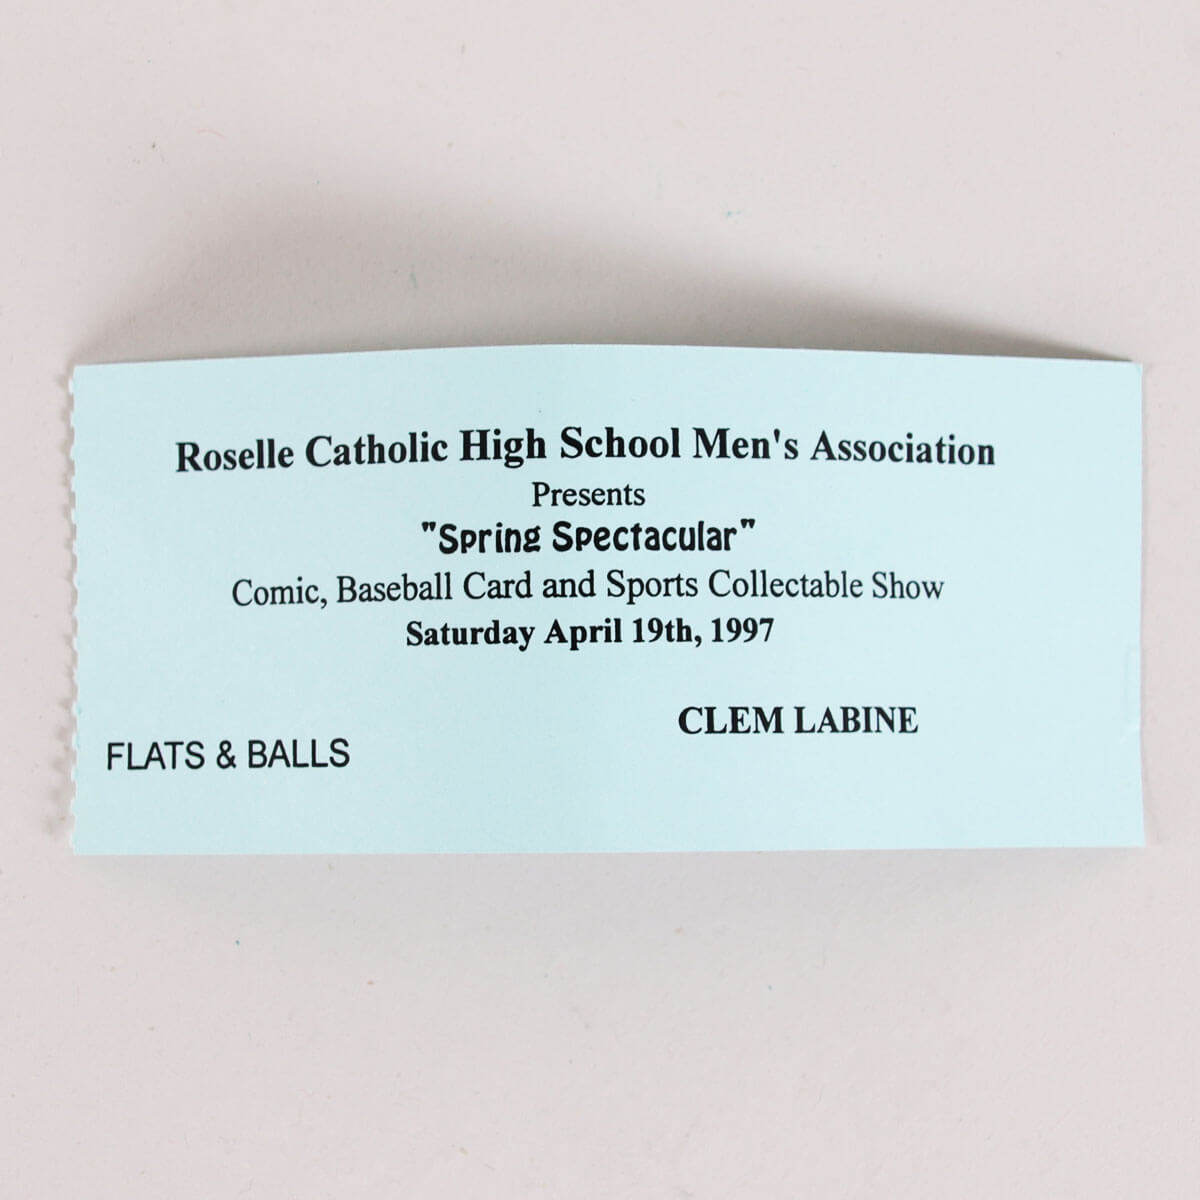 Roselle Catholic High School Men's Association
Presents
"Spring Spectacular"
Comic, Baseball Card and Sports Collectable Show
Saturday April 19th, 1997
CLEM LABINE
FLATS & BALLS